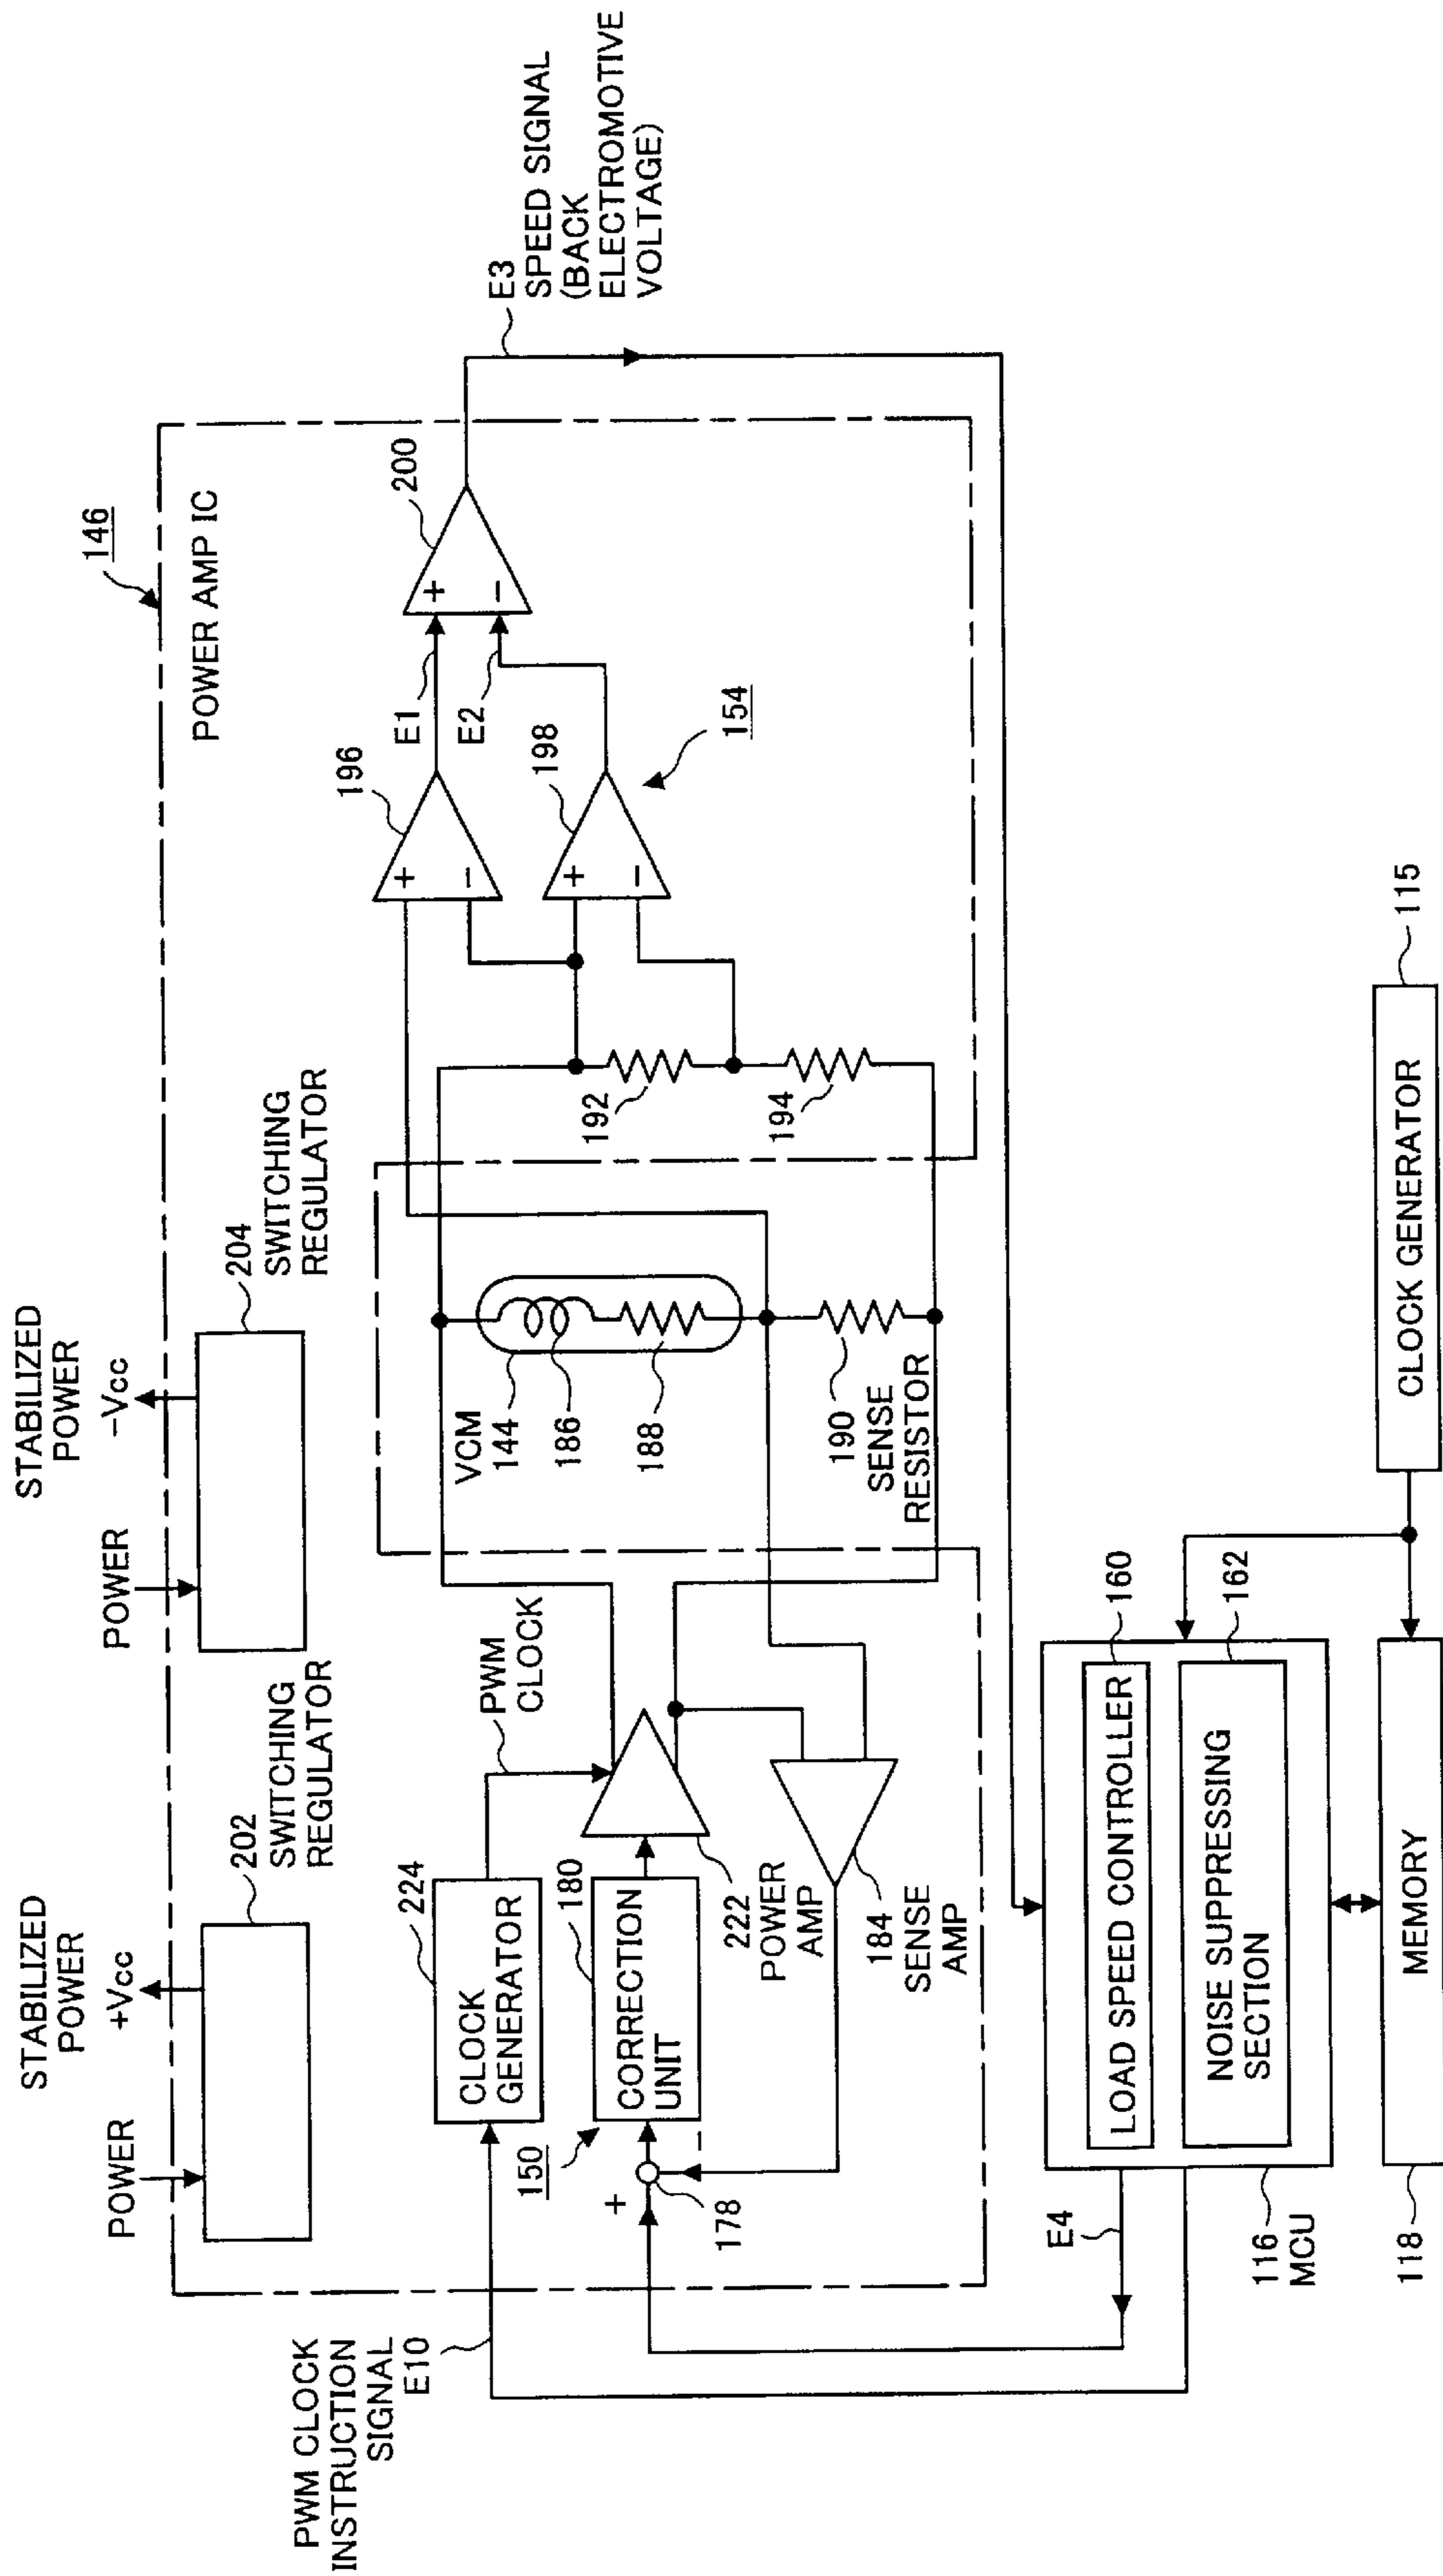 STABILIZED
POWER
POWER
+Vcc
202
SWITCHING
REGULATOR
STABILIZED
POWER
POWER
-Vcc
204
SWITCHING
REGULATOR
146
POWER AMP IC
PWM CLOCK
INSTRUCTION
SIGNAL
E10
224
CLOCK
GENERATOR
PWM
CLOCK
150
180
CORRECTION
UNIT
+
−
178
222
POWER
AMP
184
SENSE
AMP
VCM
144
186
188
190
SENSE
RESISTOR
192
194
196
+
−
198
+
−
154
E1
E2
200
+
−
E3
SPEED SIGNAL
(BACK
ELECTROMOTIVE
VOLTAGE)
E4
116
MCU
LOAD SPEED CONTROLLER
160
NOISE SUPPRESSING
SECTION
162
118
MEMORY
CLOCK GENERATOR
115